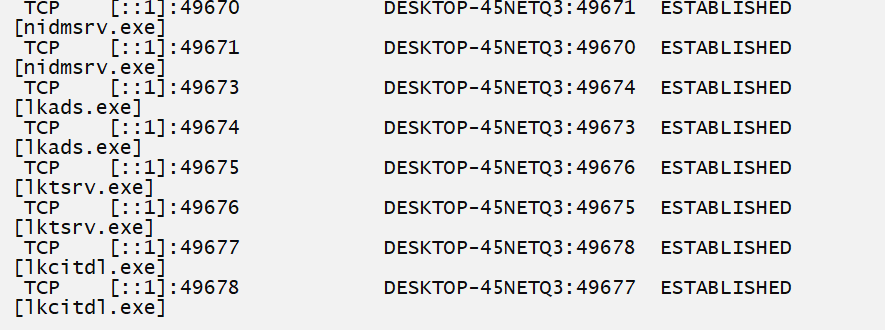 TCP [::1]:49670 DESKTOP-45NETQ3:49671 ESTABLISHED
[nidmsrv.exe]
TCP [::1]:49671 DESKTOP-45NETQ3:49670 ESTABLISHED
[nidmsrv.exe]
TCP [::1]:49673 DESKTOP-45NETQ3:49674 ESTABLISHED
[lkads.exe]
TCP [::1]:49674 DESKTOP-45NETQ3:49673 ESTABLISHED
[lkads.exe]
TCP [::1]:49675 DESKTOP-45NETQ3:49676 ESTABLISHED
[lktsrv.exe]
TCP [::1]:49676 DESKTOP-45NETQ3:49675 ESTABLISHED
[lktsrv.exe]
TCP [::1]:49677 DESKTOP-45NETQ3:49678 ESTABLISHED
[lkcitdl.exe]
TCP [::1]:49678 DESKTOP-45NETQ3:49677 ESTABLISHED
[lkcitdl.exe]